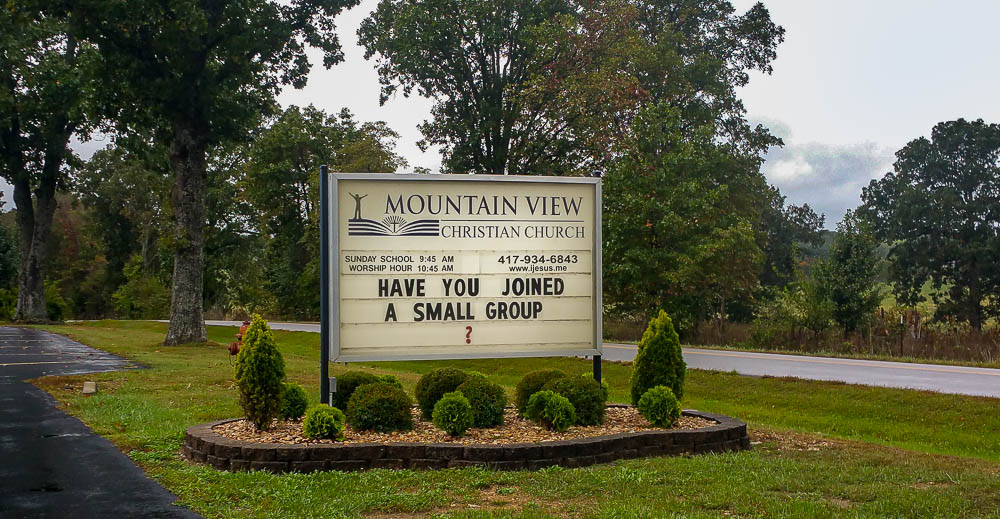 MOUNTAIN VIEW
CHRISTIAN CHURCH
SUNDAY SCHOOL 9:45 AM
WORSHIP HOUR 10:45 AM
417-934-6843
www.ijesus.me
HAVE YOU JOINED
A SMALL GROUP
?